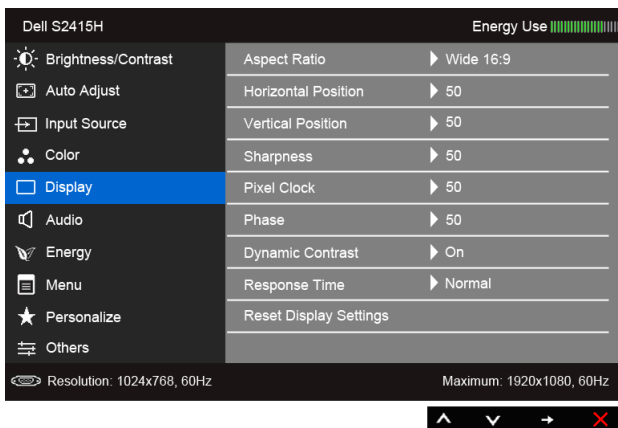 Dell S2415H Energy Use
Brightness/Contrast Aspect Ratio Wide 16:9
Auto Adjust Horizontal Position 50
Input Source Vertical Position 50
Color Sharpness 50
Display Pixel Clock 50
Audio Phase 50
Energy Dynamic Contrast On
Menu Response Time Normal
Personalize Reset Display Settings
Others
Resolution: 1024x768, 60Hz Maximum: 1920x1080, 60Hz